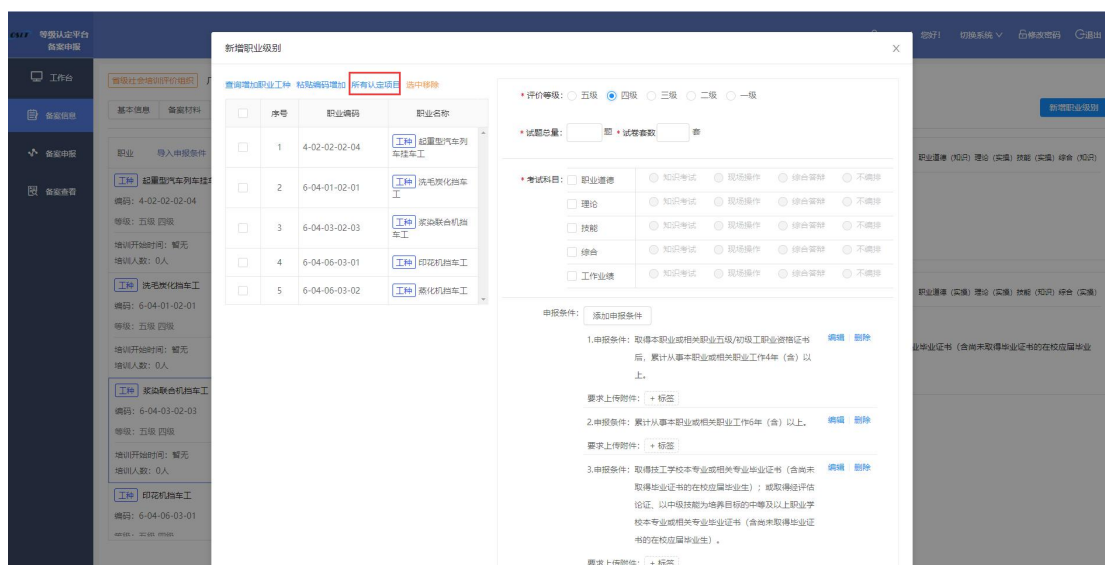 等级认定平台
备案申报
您好!
切换系统
修改密码
退出
工作台
备案信息
备案申报
备案查看
省级社会培训评价组织
基本信息 备案材料
新增职业级别
职业 导入申报条件
工种 起重型汽车列车挂车
编码：4-02-02-02-04
等级：五级 四级
培训开始时间：暂无
培训人数：0人
工种 洗毛炭化挡车工
编码：6-04-01-02-01
等级：五级 四级
培训开始时间：暂无
培训人数：0人
工种 浆染联合机挡车工
编码：6-04-03-02-03
等级：五级 四级
培训开始时间：暂无
培训人数：0人
工种 印花机挡车工
编码：6-04-06-03-01
新增职业级别
查询增加职业工种 粘贴编码增加 所有认定项目 选中移除
序号 职业编码 职业名称
1 4-02-02-02-04 工种 起重型汽车列
车挂车工
2 6-04-01-02-01 工种 洗毛炭化挡车
工
3 6-04-03-02-03 工种 浆染联合机挡
车工
4 6-04-06-03-01 工种 印花机挡车工
5 6-04-06-03-02 工种 蒸化机挡车工
* 评价等级： 五级 四级 三级 二级 一级
* 试题总量： 题 * 试卷套数 套
* 考试科目： 职业道德 知识考试 现场操作 综合答辩 不编排
理论 知识考试 现场操作 综合答辩 不编排
技能 知识考试 现场操作 综合答辩 不编排
综合 知识考试 现场操作 综合答辩 不编排
工作业绩 知识考试 现场操作 综合答辩 不编排
申报条件： 添加申报条件
1.申报条件： 取得本职业或相关职业五级/初级工职业资格证书 编辑 删除
后，累计从事本职业或相关职业工作4年（含）以
上。
要求上传附件： + 标签
2.申报条件： 累计从事本职业或相关职业工作6年（含）以上。 编辑 删除
要求上传附件： + 标签
3.申报条件： 取得技工学校本专业或相关专业毕业证书（含尚未 编辑 删除
取得毕业证书的在校应届毕业生）；或取得经评估
论证，以中级技能为培养目标的中等及以上职业学
校本专业或相关专业毕业证书（含尚未取得毕业证
书的在校应届毕业生）。
要求上传附件： + 标签
职业道德（知识）理论（实操）技能（实操）综合（知识）
职业道德（实操）理论（实操）技能（知识）综合（实操）
业毕业证书（含尚未取得毕业证书的在校应届毕业